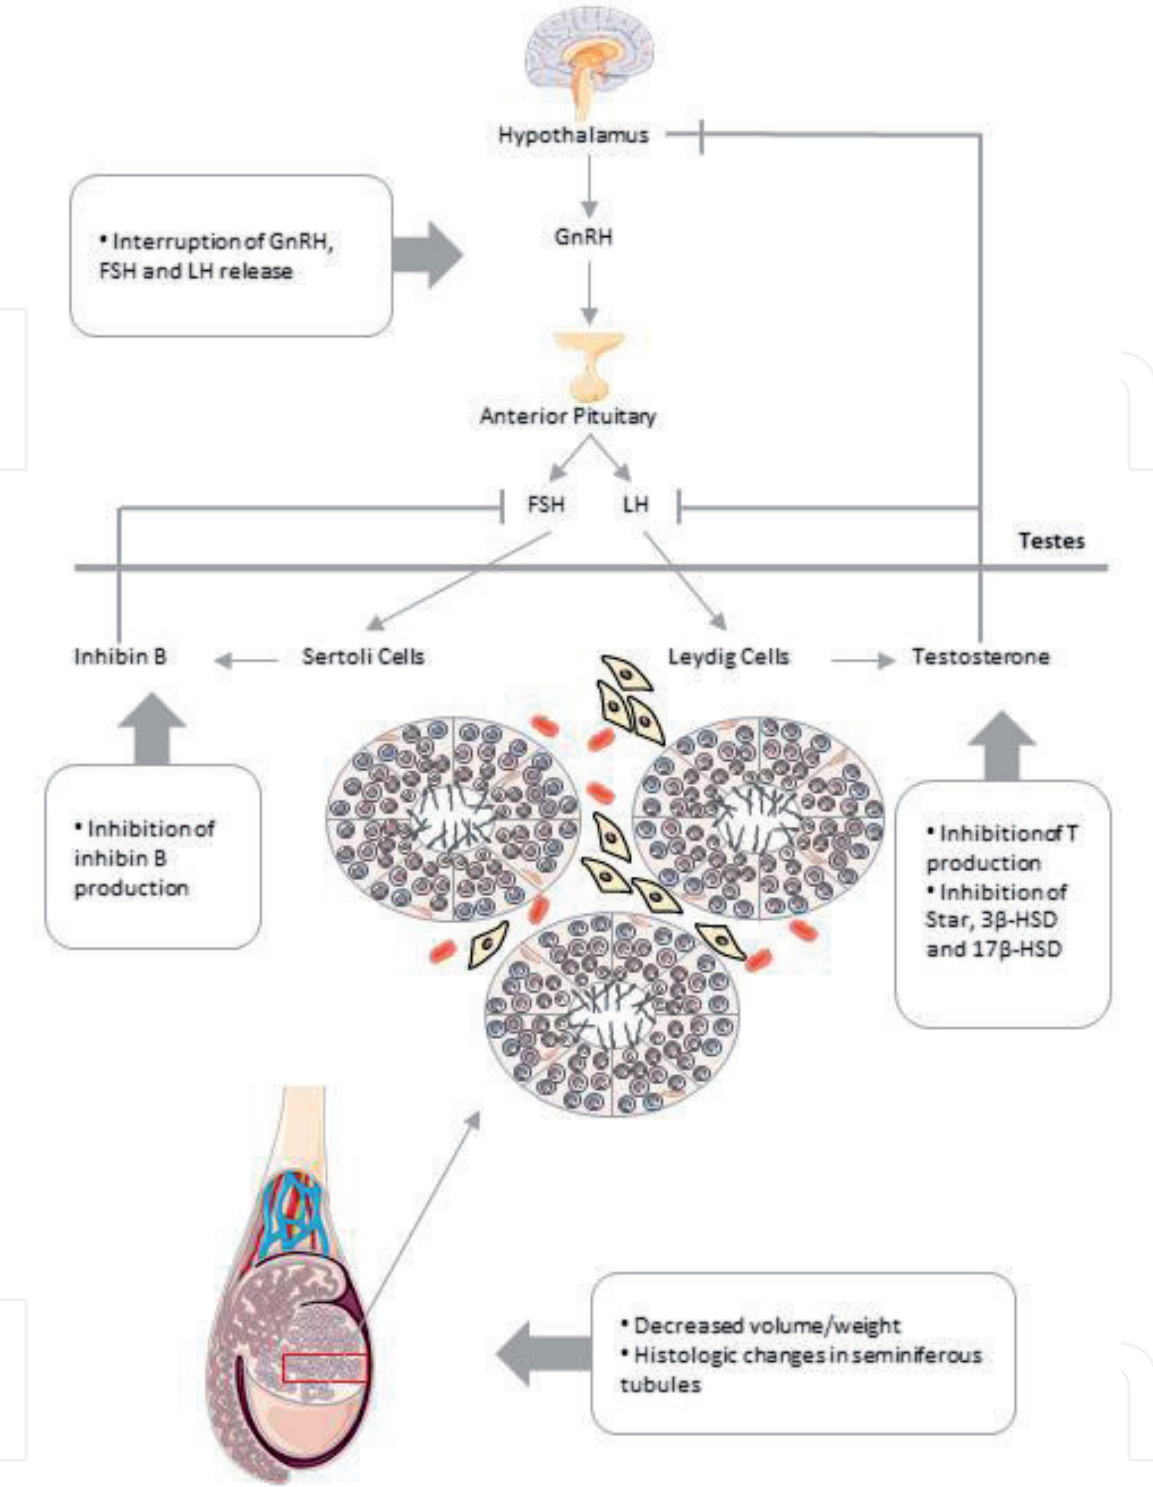 Hypothalamus
• Interruption of GnRH,
FSH and LH release
GnRH
Anterior Pituitary
FSH
LH
Testes
Inhibin B
Sertoli Cells
Leydig Cells
Testosterone
• Inhibition of
inhibin B
production
• Inhibition of T
production
• Inhibition of
Star, 3β-HSD
and 17β-HSD
• Decreased volume/weight
• Histologic changes in seminiferous
tubules